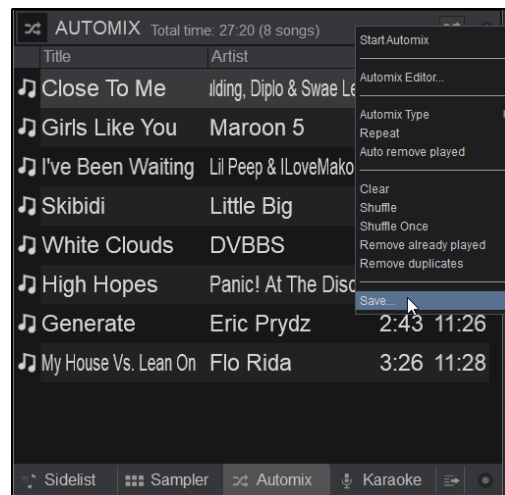 AUTOMIX Total time: 27:20 (8 songs)
Title Artist
Close To Me lding, Diplo & Swae Le
Girls Like You Maroon 5
I've Been Waiting Lil Peep & ILoveMako
Skibidi Little Big
White Clouds DVBBS
High Hopes Panic! At The Disc
Generate Eric Prydz 2:43 11:26
My House Vs. Lean On Flo Rida 3:26 11:28
Start Automix
Automix Editor...
Automix Type
Repeat
Auto remove played
Clear
Shuffle
Shuffle Once
Remove already played
Remove duplicates
Save...
Sidelist Sampler Automix Karaoke